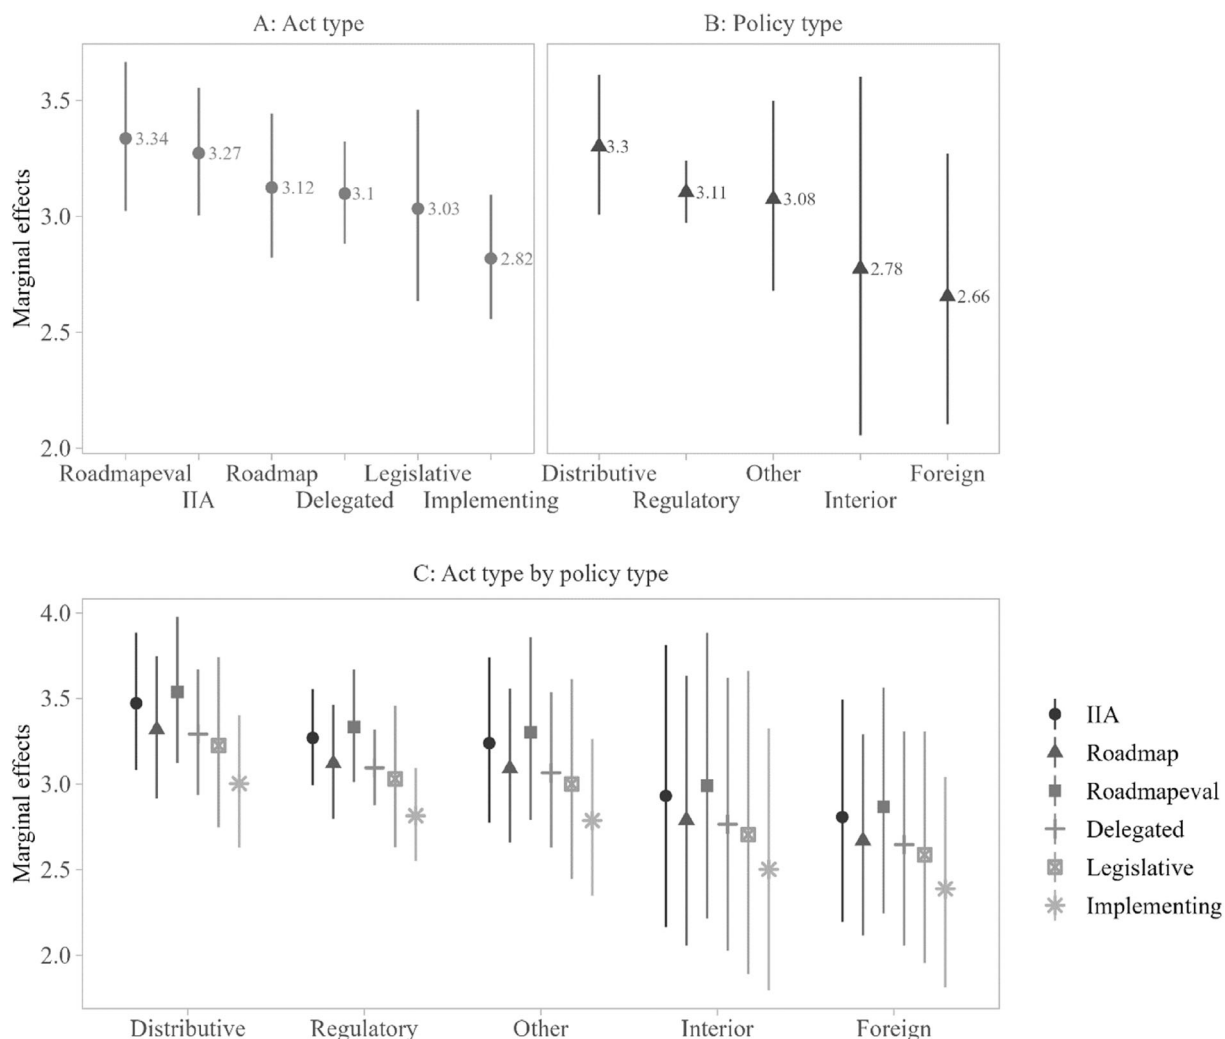 A: Act type
B: Policy type
Marginal effects
3.5
3.0
2.5
2.0
3.34
3.27
3.12
3.1
3.03
2.82
3.3
3.11
3.08
2.78
2.66
Roadmapeval
IIA
Roadmap
Delegated
Legislative
Implementing
Distributive
Regulatory
Other
Interior
Foreign
C: Act type by policy type
Marginal effects
4.0
3.5
3.0
2.5
2.0
Distributive
Regulatory
Other
Interior
Foreign
IIA
Roadmap
Roadmapeval
Delegated
Legislative
Implementing